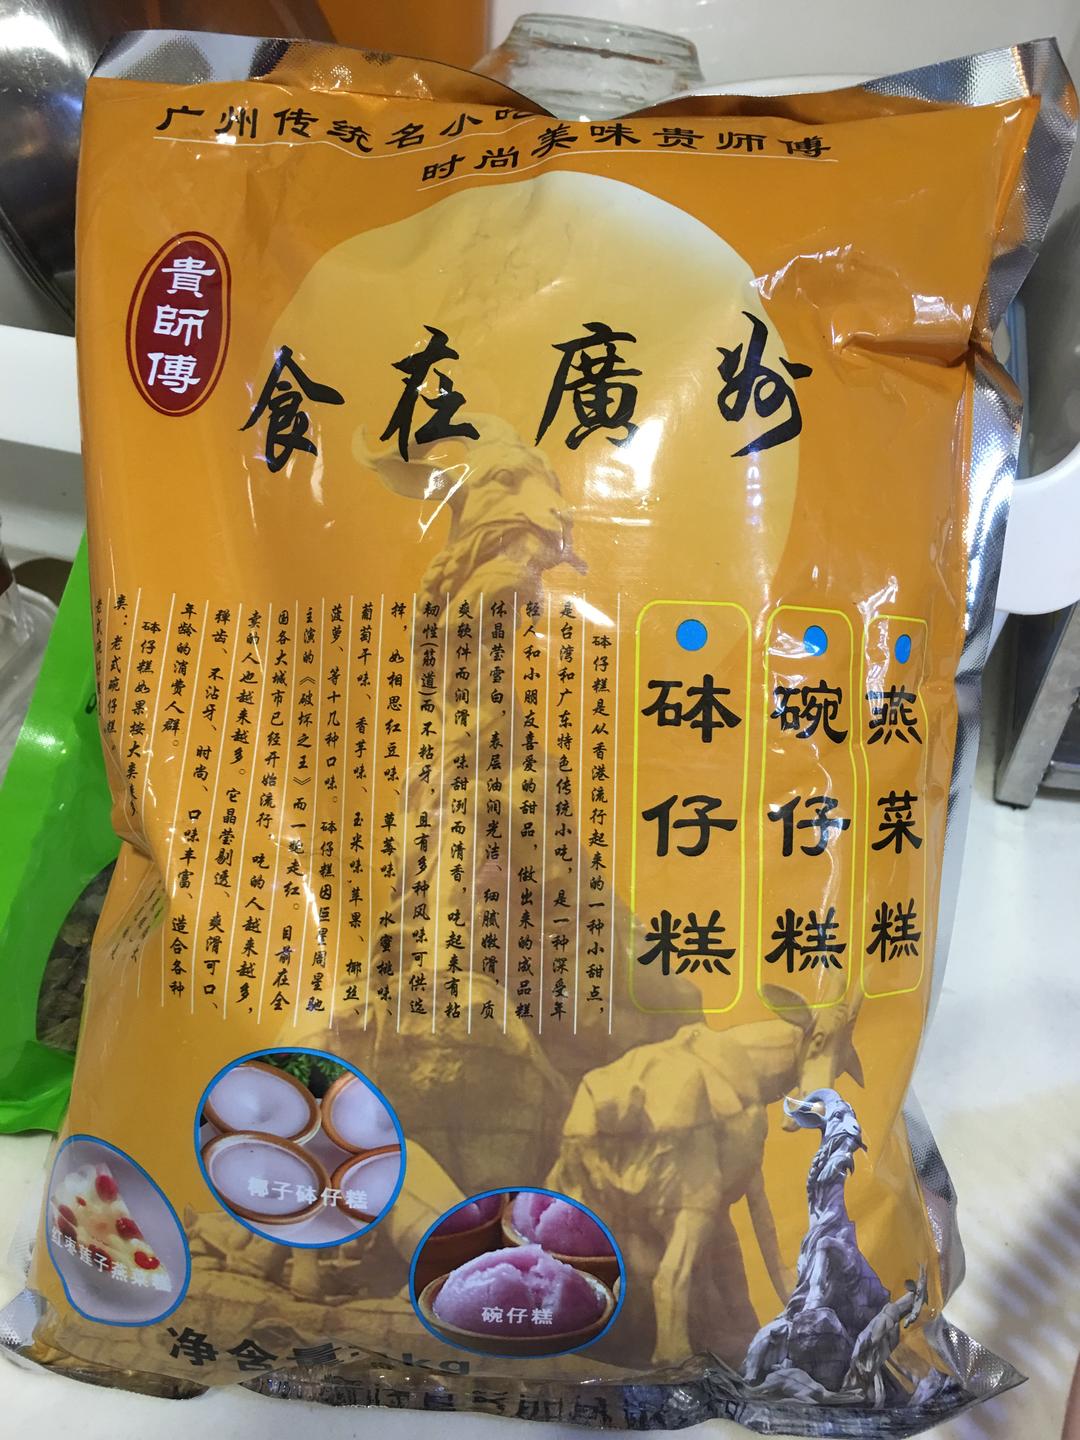 广州传统名小吃
时尚美味贵师傅
貴師傅
食在廣州
燕菜糕
碗仔糕
砵仔糕
砵仔糕是从香港流行起来的一种小甜点,
是台湾和广东特色传统小吃,是一种深受年
轻人和小朋友喜爱的甜品,做出来的成品糕
体晶莹雪白,表层油润光洁、细腻嫩滑,质
爽软件而润滑、味甜洌而清香,吃起来有粘
韧性(筋道)而不粘牙,且有多种风味可供选
择,如相思红豆味、草莓味、水蜜桃味、
葡萄干味、香芋味、玉米味、苹果、椰丝、
菠萝、等十几种口味。砵仔糕因巨星周星驰
主演的《破坏之王》而一跑走红。目前在全
国各大城市已经开始流行,吃的人越来越多,
卖的人也越来越多。它晶莹剔透、爽滑可口、
弹齿、不沾牙、时尚、口味丰富、造合各种
年龄的消费人群。
砵仔糕如果按大类来多
类:老式碗仔糕。
椰子砵仔糕
红枣莲子燕菜糕
碗仔糕
净含量:1kg